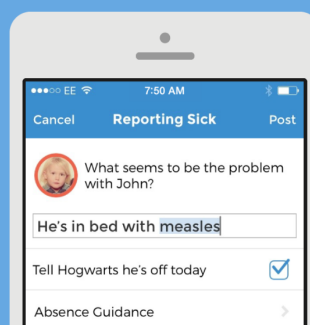 EE 7:50 AM
Cancel Reporting Sick Post
What seems to be the problem
with John?
He's in bed with measles
Tell Hogwarts he's off today
Absence Guidance